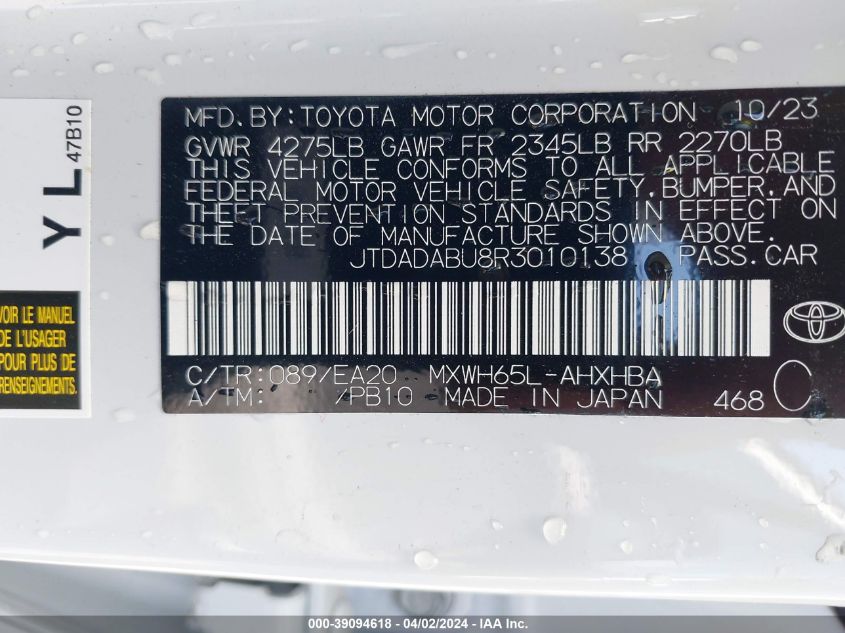 YL
47B10
VOIR LE MANUEL
DE L'USAGER
POUR PLUS DE
RENSEIGNEMENTS.
MFD.BY:TOYOTA MOTOR CORPORATION 10/23
GVWR 4275LB GAWR FR 2345LB RR 2270LB
THIS VEHICLE CONFORMS TO ALL APPLICABLE
FEDERAL MOTOR VEHICLE SAFETY,BUMPER,AND
THEFT PREVENTION STANDARDS IN EFFECT ON
THE DATE OF MANUFACTURE SHOWN ABOVE.
JTDADABU8R3010138 PASS.CAR
C/TR:089/EA20 MXWH65L-AHXHBA
A/TM: /PB10 MADE IN JAPAN 468 C
000-39094618 - 04/02/2024 - IAAI.COM